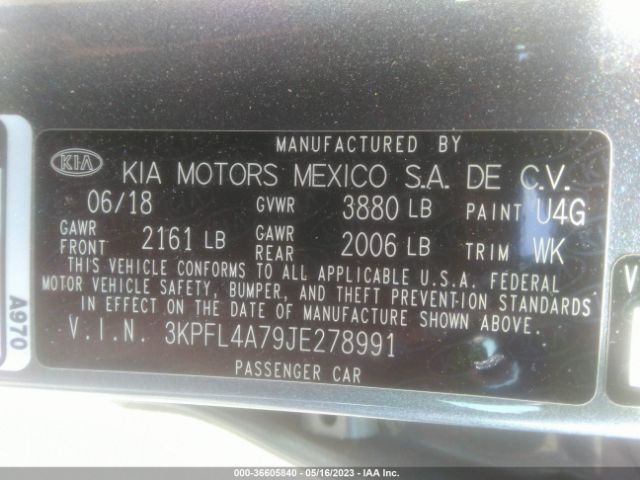 MANUFACTURED BY
KIA KIA MOTORS MEXICO S.A. DE C.V.
06/18 GVWR 3880 LB PAINT U4G
GAWR FRONT 2161 LB GAWR REAR 2006 LB TRIM WK
THIS VEHICLE CONFORMS TO ALL APPLICABLE U.S.A. FEDERAL
MOTOR VEHICLE SAFETY, BUMPER, AND THEFT PREVENTION STANDARDS
IN EFFECT ON THE DATE OF MANUFACTURE SHOWN ABOVE.
V.I.N. 3KPFL4A79JE278991
PASSENGER CAR
A970
V
000-36605840 - 05/16/2023 - IAA Inc.